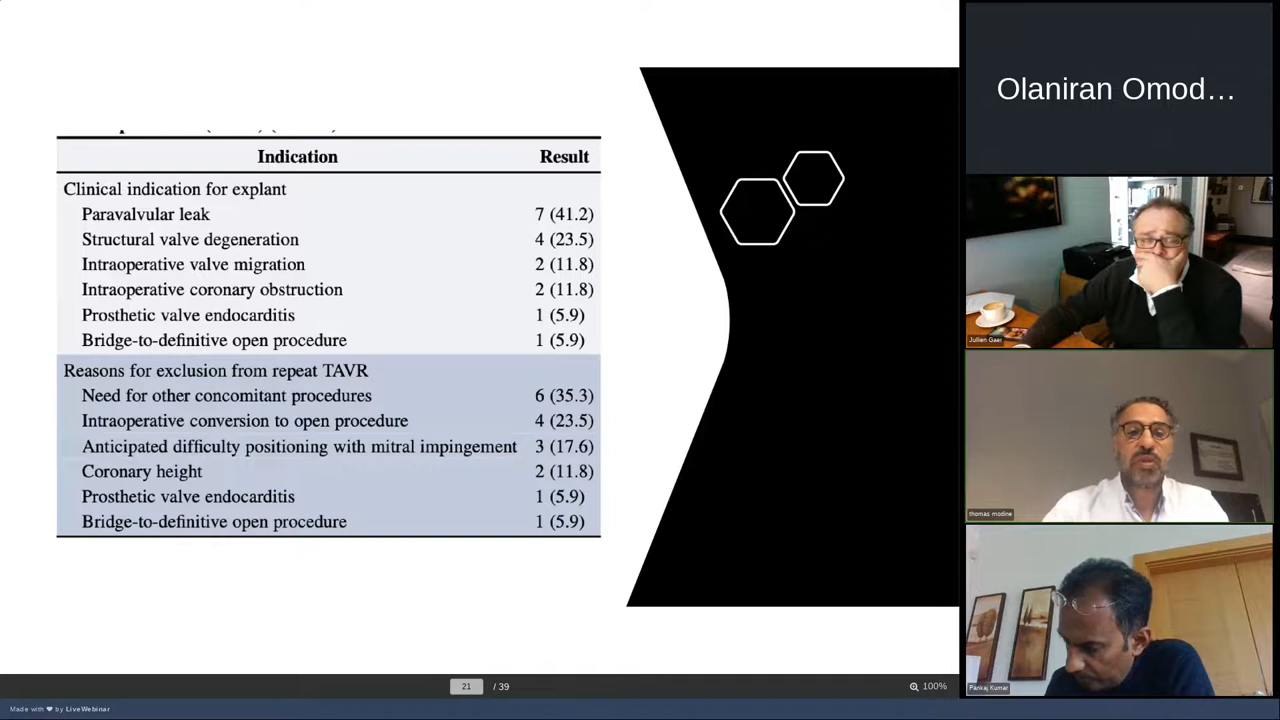 Indication Result
Clinical indication for explant
Paravalvular leak 7 (41.2)
Structural valve degeneration 4 (23.5)
Intraoperative valve migration 2 (11.8)
Intraoperative coronary obstruction 2 (11.8)
Prosthetic valve endocarditis 1 (5.9)
Bridge-to-definitive open procedure 1 (5.9)
Reasons for exclusion from repeat TAVR
Need for other concomitant procedures 6 (35.3)
Intraoperative conversion to open procedure 4 (23.5)
Anticipated difficulty positioning with mitral impingement 3 (17.6)
Coronary height 2 (11.8)
Prosthetic valve endocarditis 1 (5.9)
Bridge-to-definitive open procedure 1 (5.9)
21 / 39
100%
Made with ❤ by LiveWebinar
Olaniran Omod...
Jullien Gaer
thomas modine
Pankaj Kumar